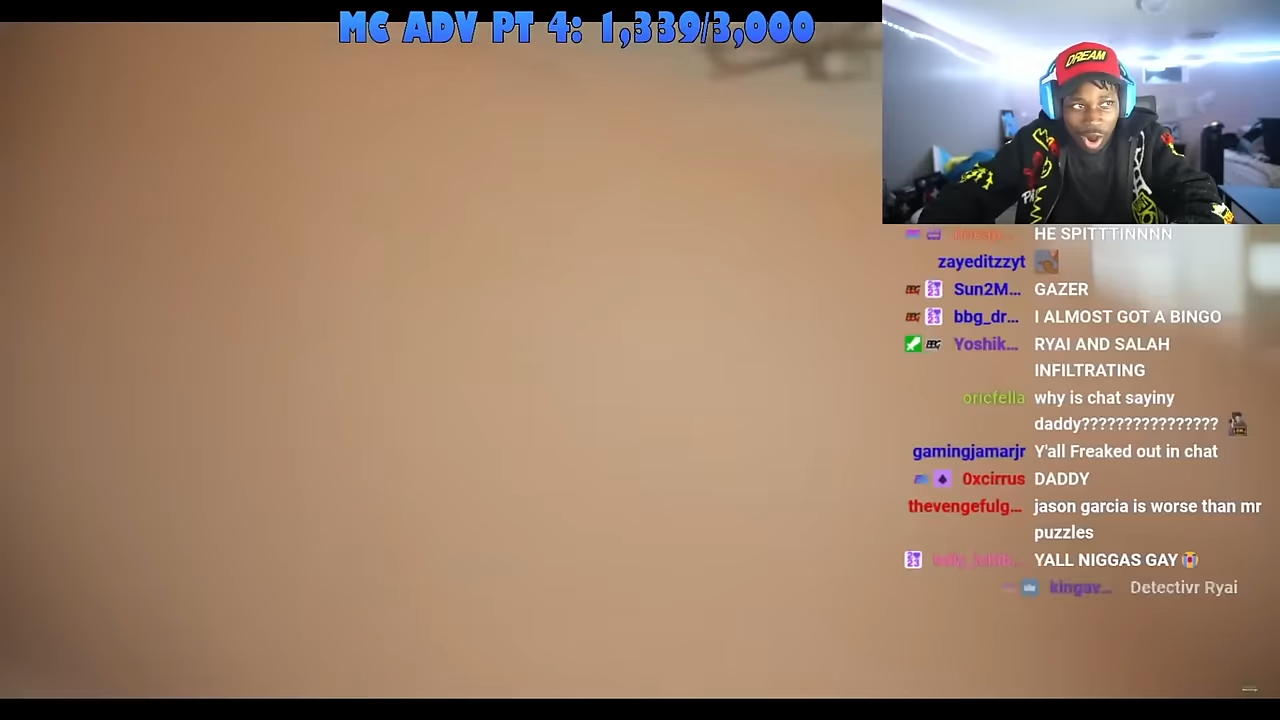 MC ADV PT 4: 1,339/3,000
DREAM
HE SPITTTINNNN
zayeditzzyt
Sun2M... GAZER
bbg_dr... I ALMOST GOT A BINGO
Yoshik... RYAI AND SALAH
INFILTRATING
oricfella why is chat sayiny
daddy????????????????
gamingjamarjr Y'all Freaked out in chat
0xcirrus DADDY
thevengefulg... jason garcia is worse than mr
puzzles
YALL NIGGAS GAY
kingav... Detectivr Ryai